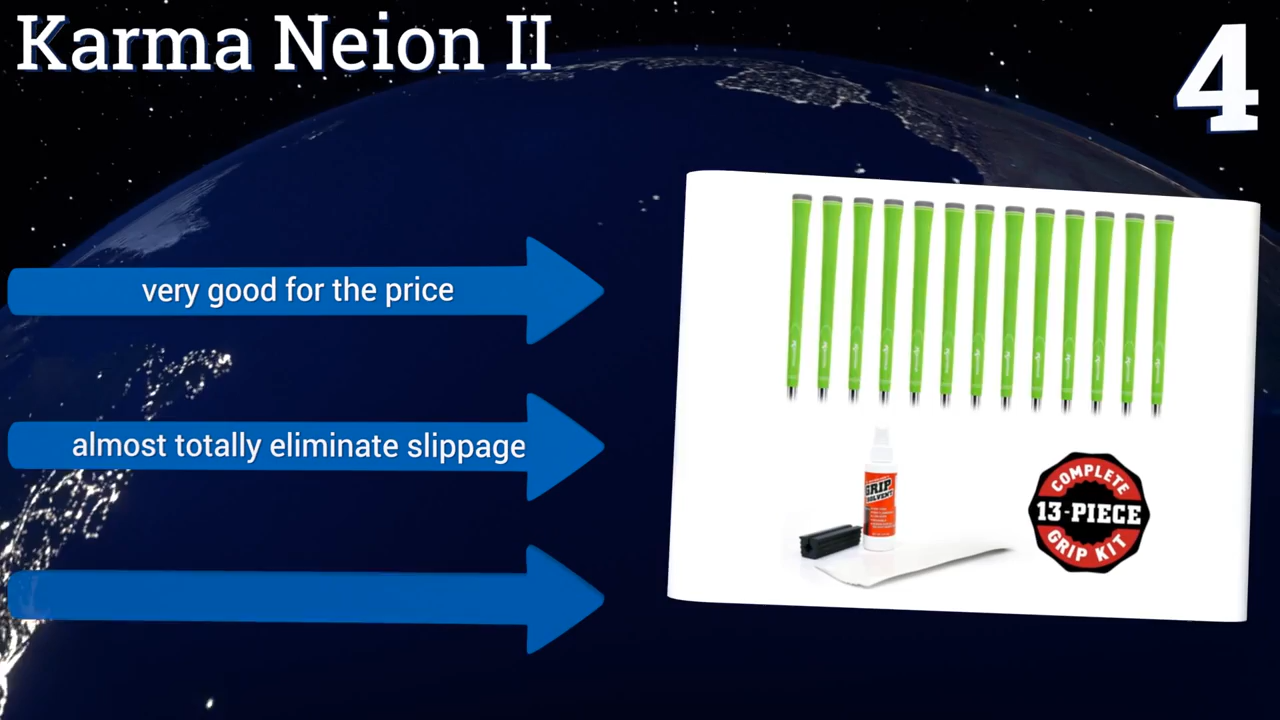 Karma Neion II
4
very good for the price
almost totally eliminate slippage
GRIP
SOLVENT
COMPLETE
13-PIECE
GRIP KIT